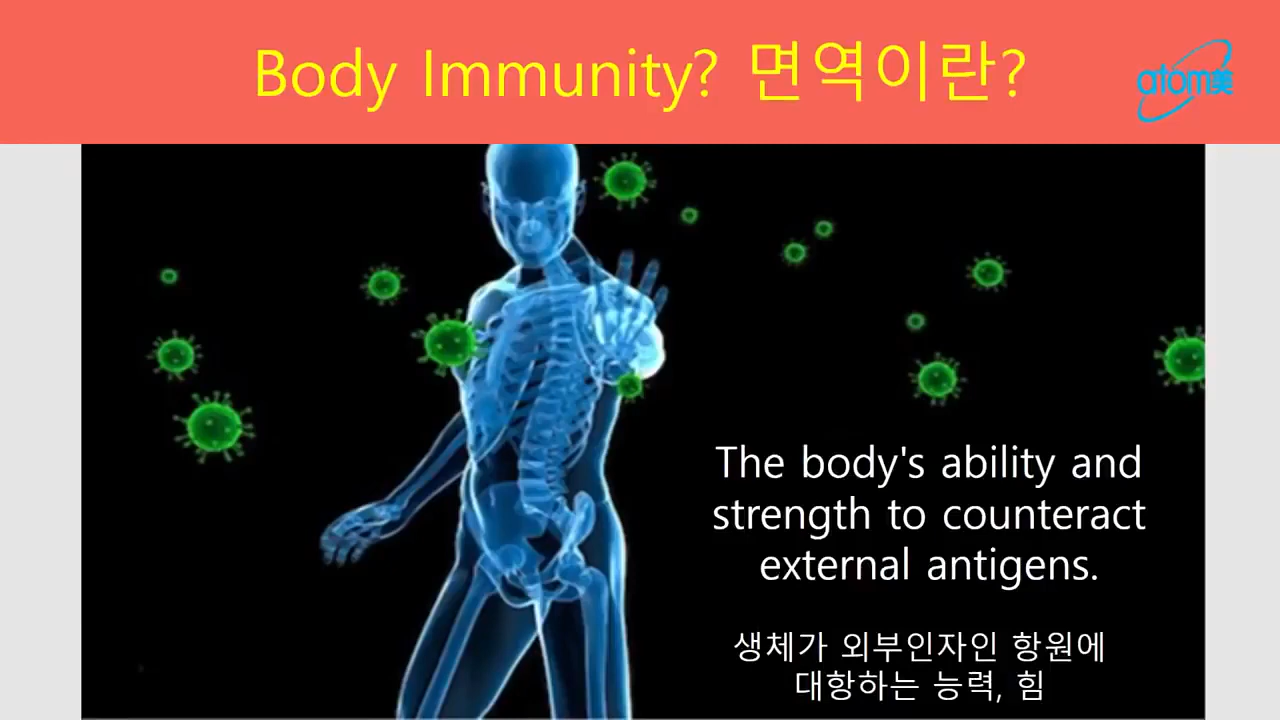 Body Immunity? 면역이란?
atom美
The body's ability and
strength to counteract
external antigens.
생체가 외부인자인 항원에
대항하는 능력, 힘